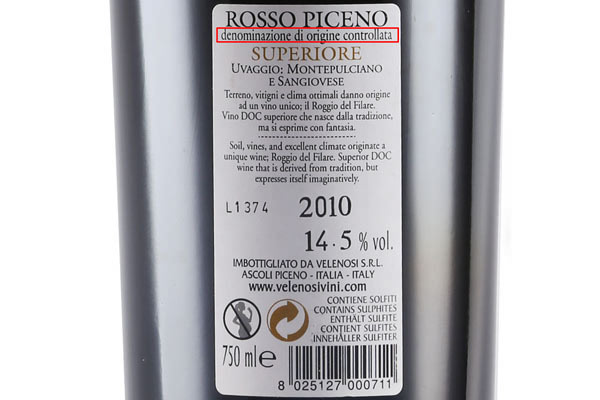 ROSSO PICENO
denominazione di origine controllata
SUPERIORE
UVAGGIO: MONTEPULCIANO
E SANGIOVESE
Terreno, vitigni e clima ottimali danno origine
ad un vino unico; il Roggio del Filare.
Vino DOC superiore che nasce dalla tradizione,
ma si esprime con fantasia.
Soil, vines, and excellent climate originate a
unique wine; Roggio del Filare. Superior DOC
wine that is derived from tradition, but
expresses itself imaginatively.
L1374 2010
14.5 % vol.
IMBOTTIGLIATO DA VELENOSI S.R.L.
ASCOLI PICENO - ITALIA - ITALY
www.velenosivini.com
CONTIENE SOLFITI
CONTAINS SULPHITES
ENTHÄLT SULFITE
CONTIENT SULFITES
INNEHÅLLER SULFITER
750 ml e
8 025127 000711